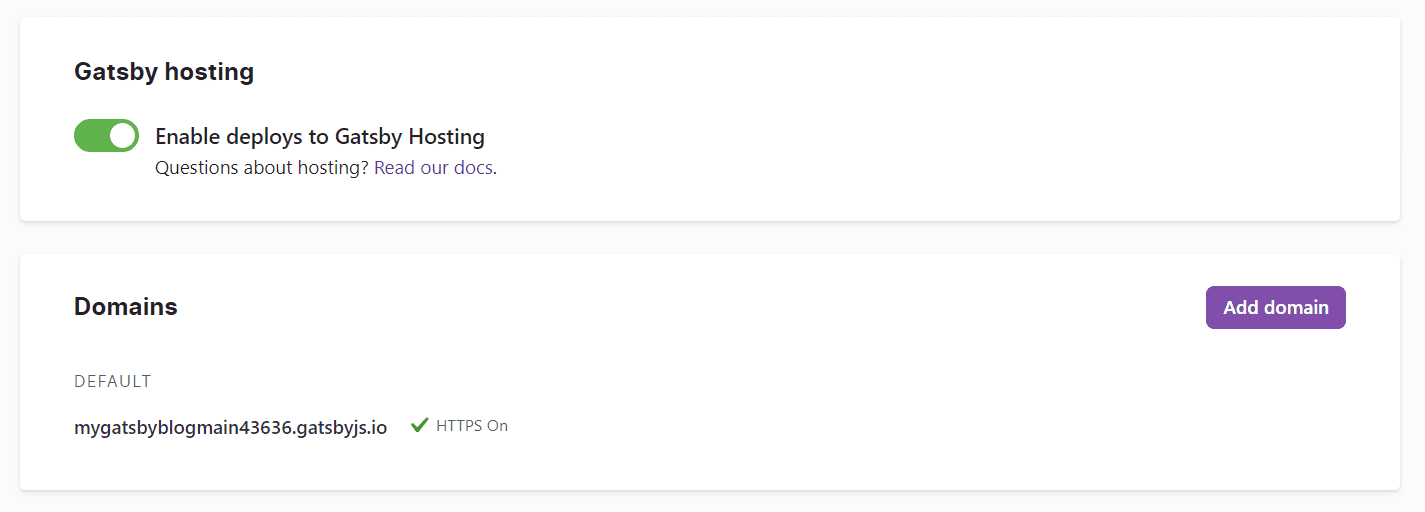 Gatsby hosting
Enable deploys to Gatsby Hosting
Questions about hosting? Read our docs.
Domains
Add domain
DEFAULT
mygatsbyblogmain43636.gatsbyjs.io
HTTPS On